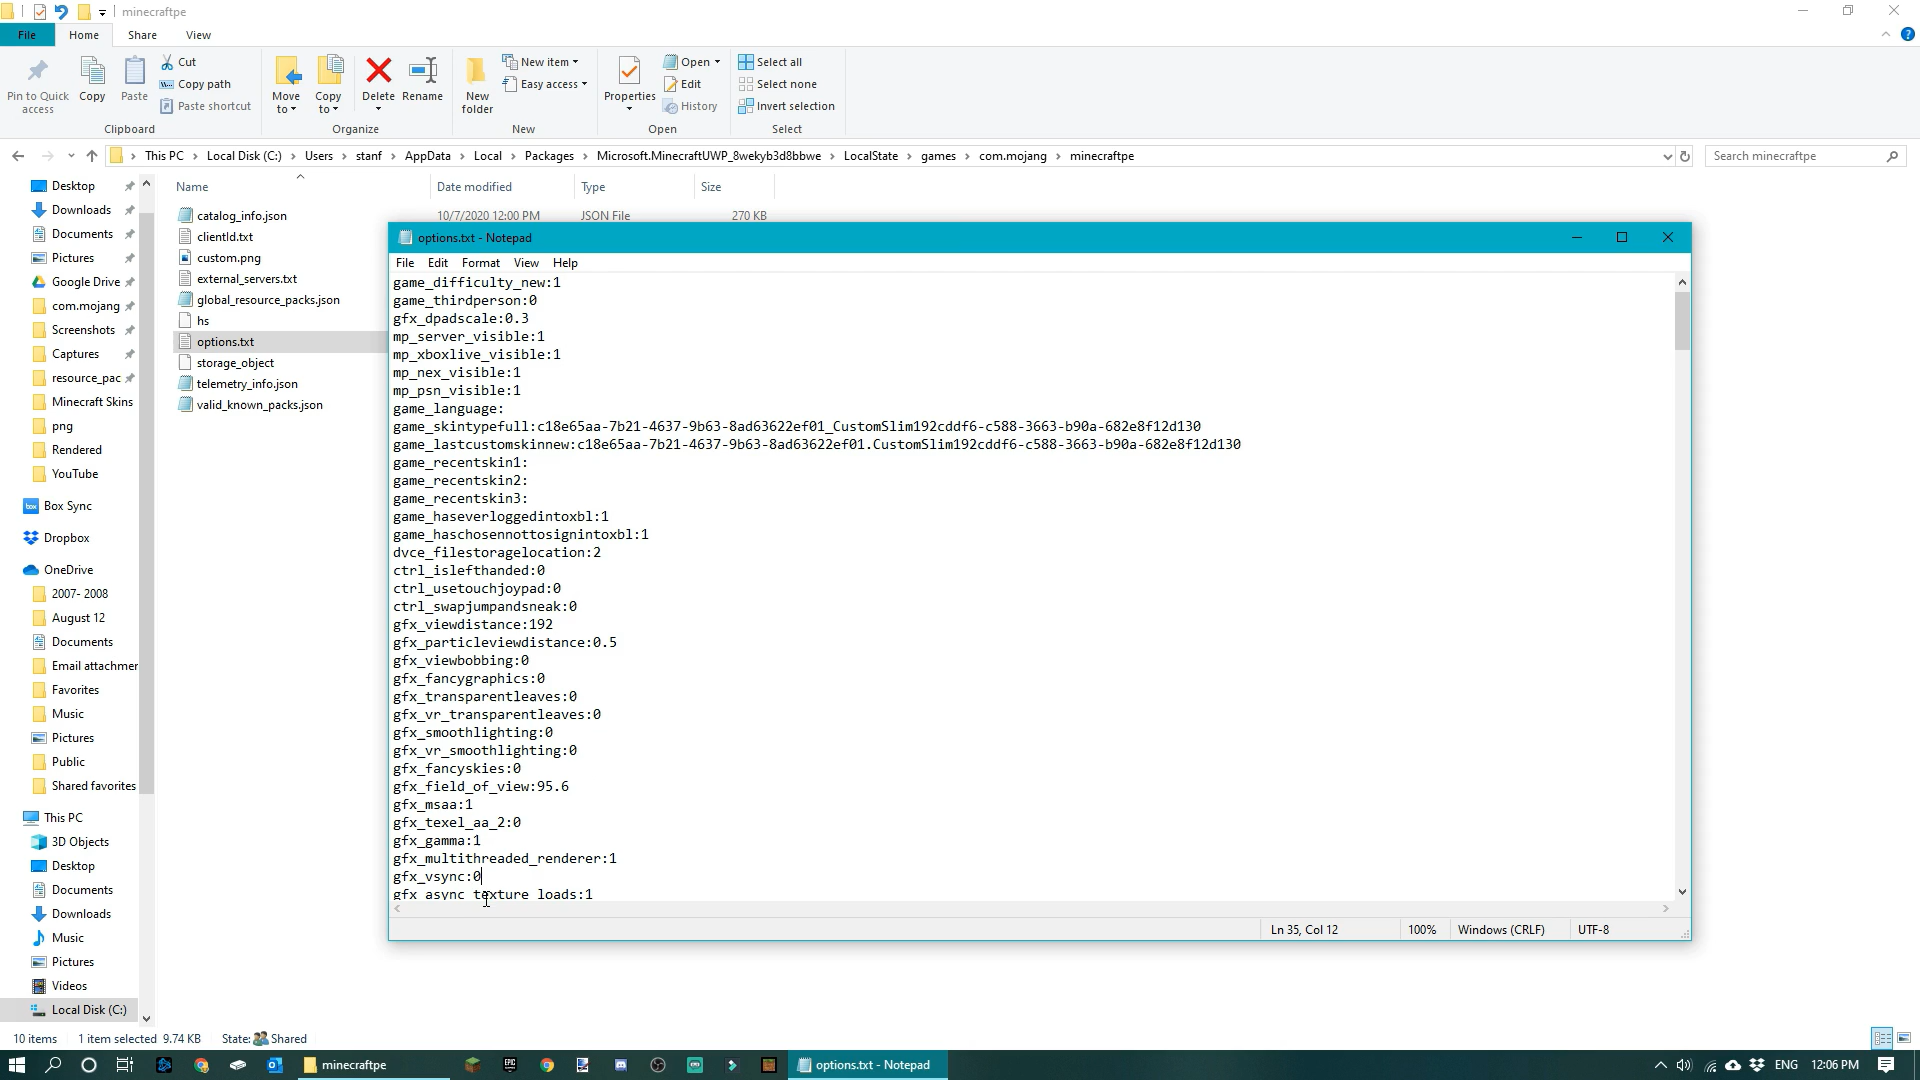 minecraftpe
File Home Share View
Pin to Quick access
Copy
Paste
Cut
Copy path
Paste shortcut
Move to
Copy to
Delete
Rename
New folder
New item
Easy access
Properties
Open
Edit
History
Select all
Select none
Invert selection
Clipboard Organize New Open Select
This PC Local Disk (C:) Users stanf AppData Local Packages Microsoft.MinecraftUWP_8wekyb3d8bbwe LocalState games com.mojang minecraftpe
Search minecraftpe
Name Date modified Type Size
catalog_info.json 10/7/2020 12:00 PM JSON File 270 KB
clientId.txt
custom.png
external_servers.txt
global_resource_packs.json
hs
options.txt
storage_object
telemetry_info.json
valid_known_packs.json
Desktop
Downloads
Documents
Pictures
Google Drive
com.mojang
Screenshots
Captures
resource_pac
Minecraft Skins
png
Rendered
YouTube
Box Sync
Dropbox
OneDrive
2007- 2008
August 12
Documents
Email attachmer
Favorites
Music
Pictures
Public
Shared favorites
This PC
3D Objects
Desktop
Documents
Downloads
Music
Pictures
Videos
Local Disk (C:)
options.txt - Notepad
File Edit Format View Help
game_difficulty_new:1
game_thirdperson:0
gfx_dpadscale:0.3
mp_server_visible:1
mp_xboxlive_visible:1
mp_nex_visible:1
mp_psn_visible:1
game_language:
game_skintypefull:c18e65aa-7b21-4637-9b63-8ad63622ef01_CustomSlim192cddf6-c588-3663-b90a-682e8f12d130
game_lastcustomskinnew:c18e65aa-7b21-4637-9b63-8ad63622ef01.CustomSlim192cddf6-c588-3663-b90a-682e8f12d130
game_recentskin1:
game_recentskin2:
game_recentskin3:
game_haseverloggedintoxbl:1
game_haschosennottosignintoxbl:1
dvce_filestoragelocation:2
ctrl_islefthanded:0
ctrl_usetouchjoypad:0
ctrl_swapjumpandsneak:0
gfx_viewdistance:192
gfx_particleviewdistance:0.5
gfx_viewbobbing:0
gfx_fancygraphics:0
gfx_transparentleaves:0
gfx_vr_transparentleaves:0
gfx_smoothlighting:0
gfx_vr_smoothlighting:0
gfx_fancyskies:0
gfx_field_of_view:95.6
gfx_msaa:1
gfx_texel_aa_2:0
gfx_gamma:1
gfx_multithreaded_renderer:1
gfx_vsync:0
gfx_async_texture_loads:1
Ln 35, Col 12 100% Windows (CRLF) UTF-8
10 items 1 item selected 9.74 KB State: Shared
minecraftpe
EPIC
options.txt - Notepad
ENG 12:06 PM